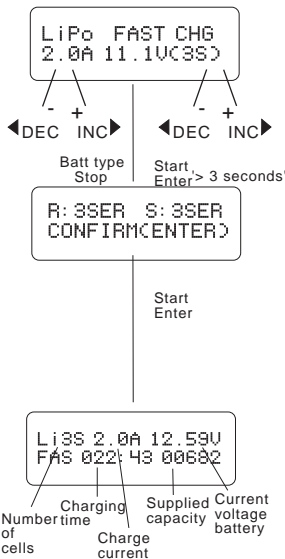 LiPo FAST CHG
2.0A 11.1V(3S)
- + - +
DEC INC DEC INC
Batt type
Stop
Start
Enter '> 3 seconds'
R:3SER S:3SER
CONFIRM(ENTER)
Start
Enter
Li3S 2.0A 12.59V
FAS 022:43 00682
Number
of
cells
Charging
time
Charge
current
Supplied
capacity
Current
voltage
battery